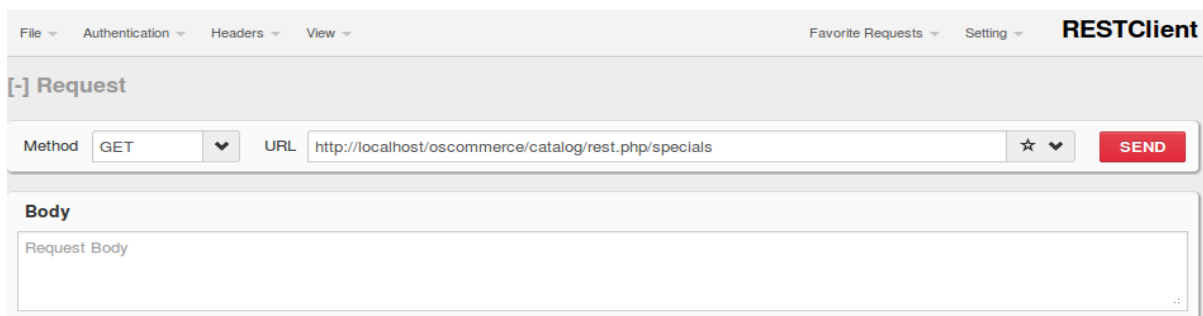 File Authentication Headers View Favorite Requests Setting RESTClient
[-] Request
Method GET URL http://localhost/oscommerce/catalog/rest.php/specials SEND
Body
Request Body